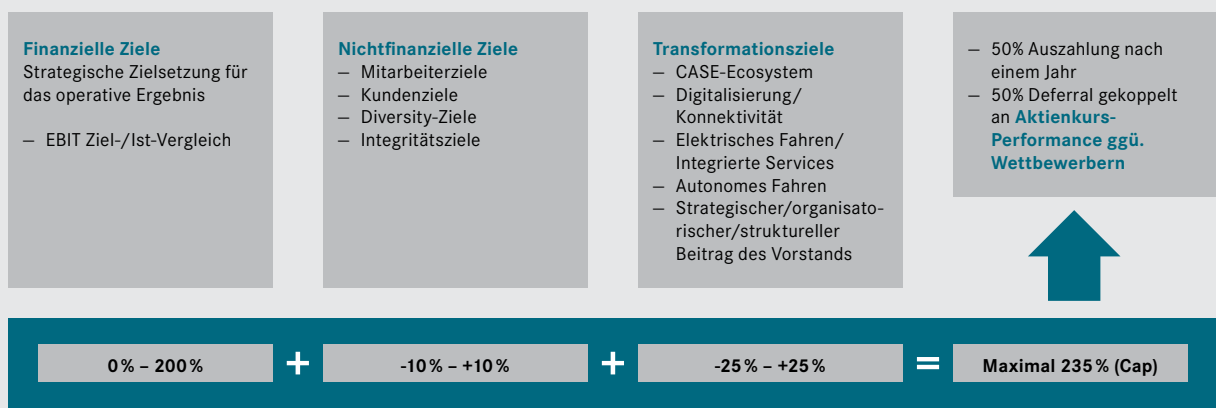 Finanzielle Ziele
Strategische Zielsetzung für
das operative Ergebnis
– EBIT Ziel-/Ist-Vergleich
Nichtfinanzielle Ziele
– Mitarbeiterziele
– Kundenziele
– Diversity-Ziele
– Integritätsziele
Transformationsziele
– CASE-Ecosystem
– Digitalisierung/
Konnektivität
– Elektrisches Fahren/
Integrierte Services
– Autonomes Fahren
– Strategischer/organisato-
rischer/struktureller
Beitrag des Vorstands
– 50% Auszahlung nach
einem Jahr
– 50% Deferral gekoppelt
an Aktienkurs-
Performance ggü.
Wettbewerbern
0% – 200% + -10% – +10% + -25% – +25% = Maximal 235% (Cap)